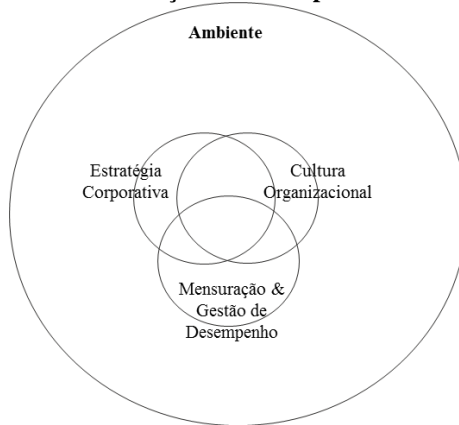 Ambiente
Estratégia
Corporativa
Cultura
Organizacional
Mensuração &
Gestão de
Desempenho